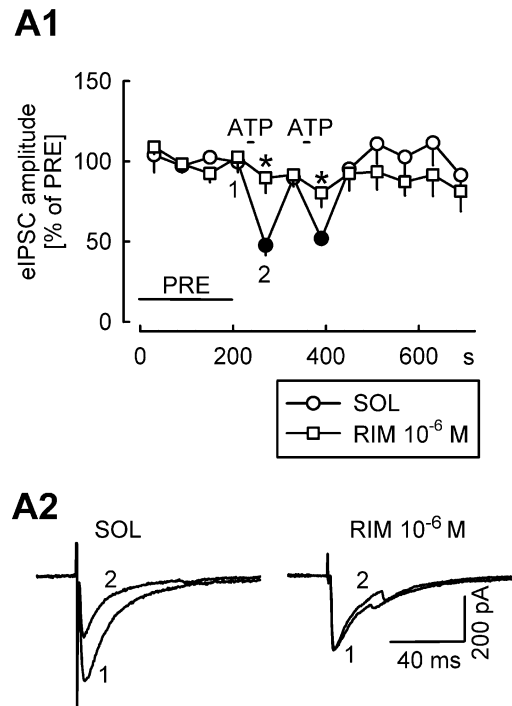 A1
150
100
50
0
eIPSC amplitude
[% of PRE]
ATP ATP
* *
1
2
PRE
0 200 400 600 s
SOL
RIM 10⁻⁶ M
A2
SOL RIM 10⁻⁶ M
2 2
1 1
200 pA
40 ms